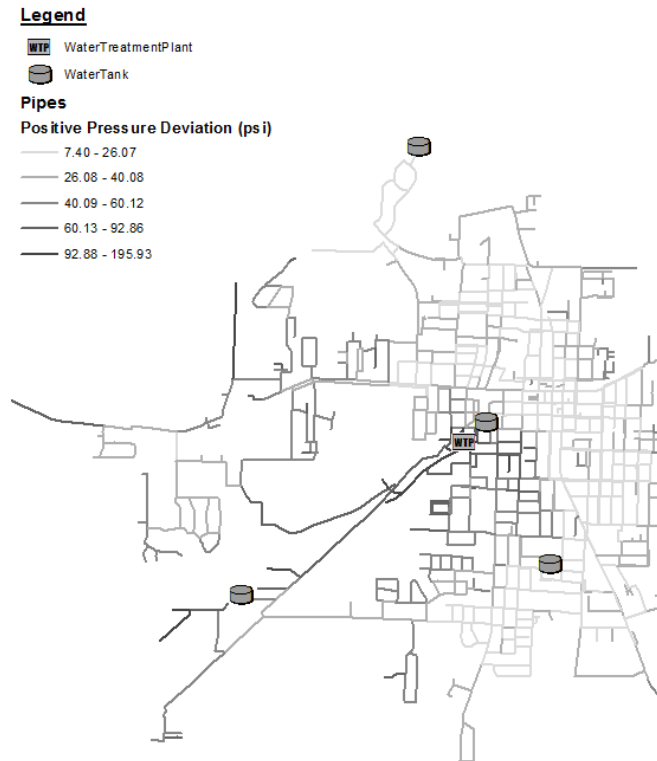 Legend
WTP WaterTreatmentPlant
WaterTank
Pipes
Positive Pressure Deviation (psi)
7.40 - 26.07
26.08 - 40.08
40.09 - 60.12
60.13 - 92.86
92.88 - 195.93
WTP